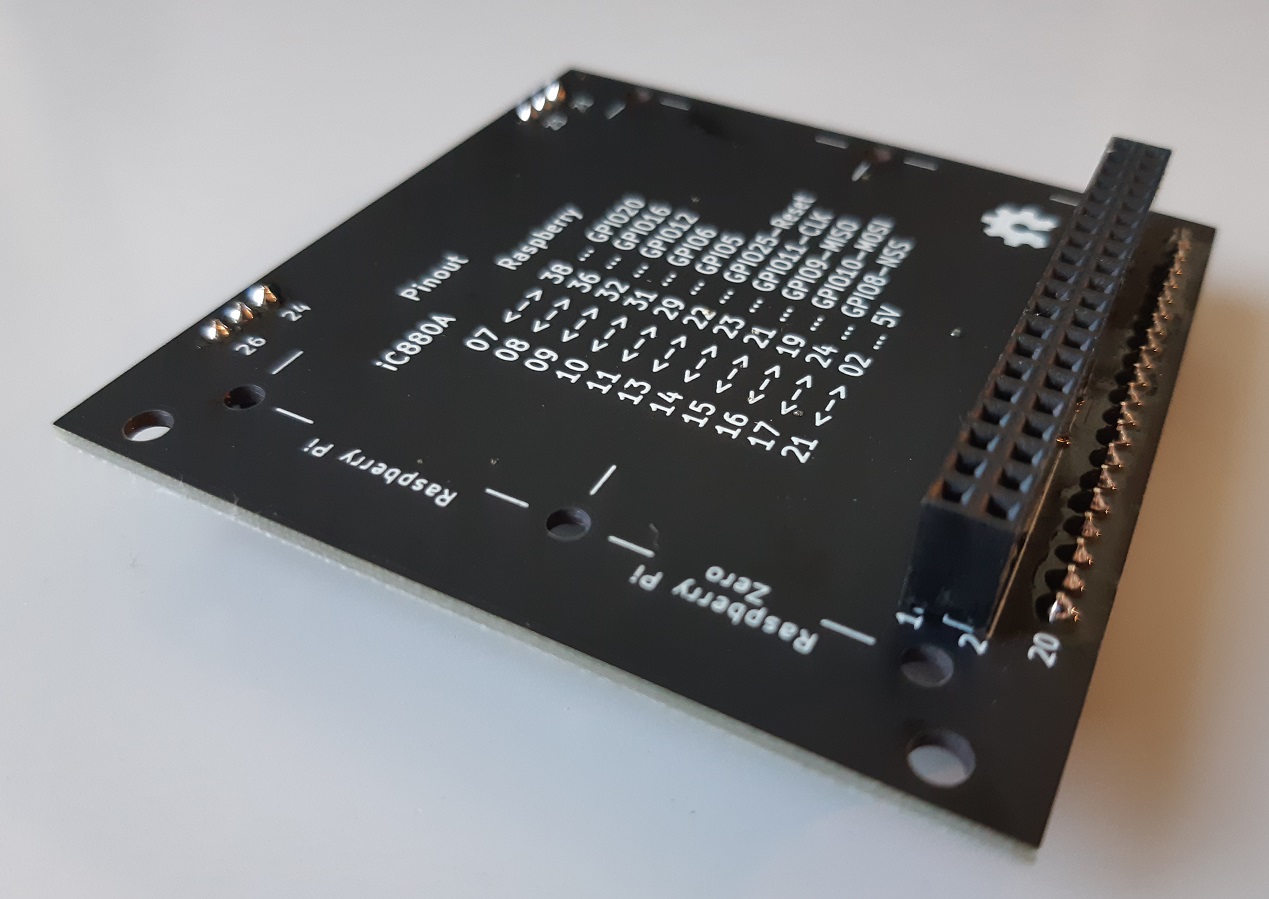 Pinout
iC880A Raspberry
07 <--> 38 ... GPIO20
08 <--> 36 ... GPIO16
09 <--> 32 ... GPIO12
10 <--> 31 ... GPIO6
11 <--> 29 ... GPIO5
13 <--> 22 ... GPIO25-Reset
14 <--> 23 ... GPIO11-CLK
15 <--> 21 ... GPIO9-MISO
16 <--> 19 ... GPIO10-MOSI
17 <--> 24 ... GPIO8-NSS
21 <--> 02 ... 5V
26
24
Raspberry Pi
Raspberry Pi
Zero
1
2
20